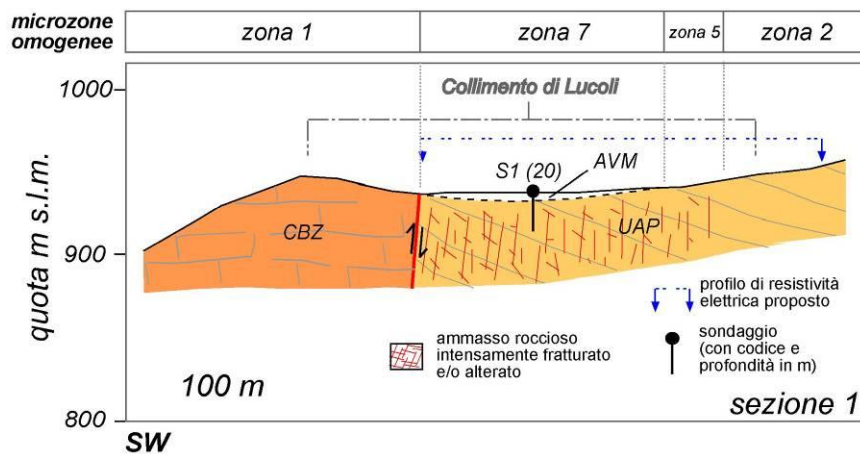 microzone
omogenee
zona 1
zona 7
zona 5
zona 2
1000
Collimento di Lucoli
S1 (20)
AVM
CBZ
UAP
quota m s.l.m.
900
profilo di resistività
elettrica proposto
ammasso roccioso
intensamente fratturato
e/o alterato
sondaggio
(con codice e
profondità in m)
100 m
sezione 1
800
SW